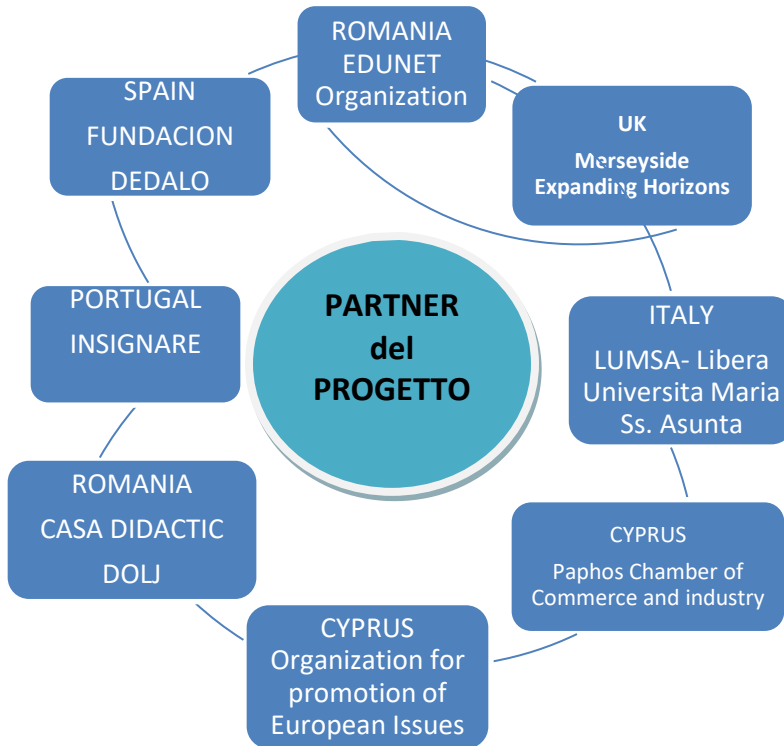 ROMANIA
EDUNET
Organization
UK
Merseyside
Expanding Horizons
ITALY
LUMSA- Libera
Universita Maria
Ss. Asunta
CYPRUS
Paphos Chamber of
Commerce and industry
CYPRUS
Organization for
promotion of
European Issues
ROMANIA
CASA DIDACTIC
DOLJ
PORTUGAL
INSIGNARE
SPAIN
FUNDACION
DEDALO
PARTNER
del
PROGETTO